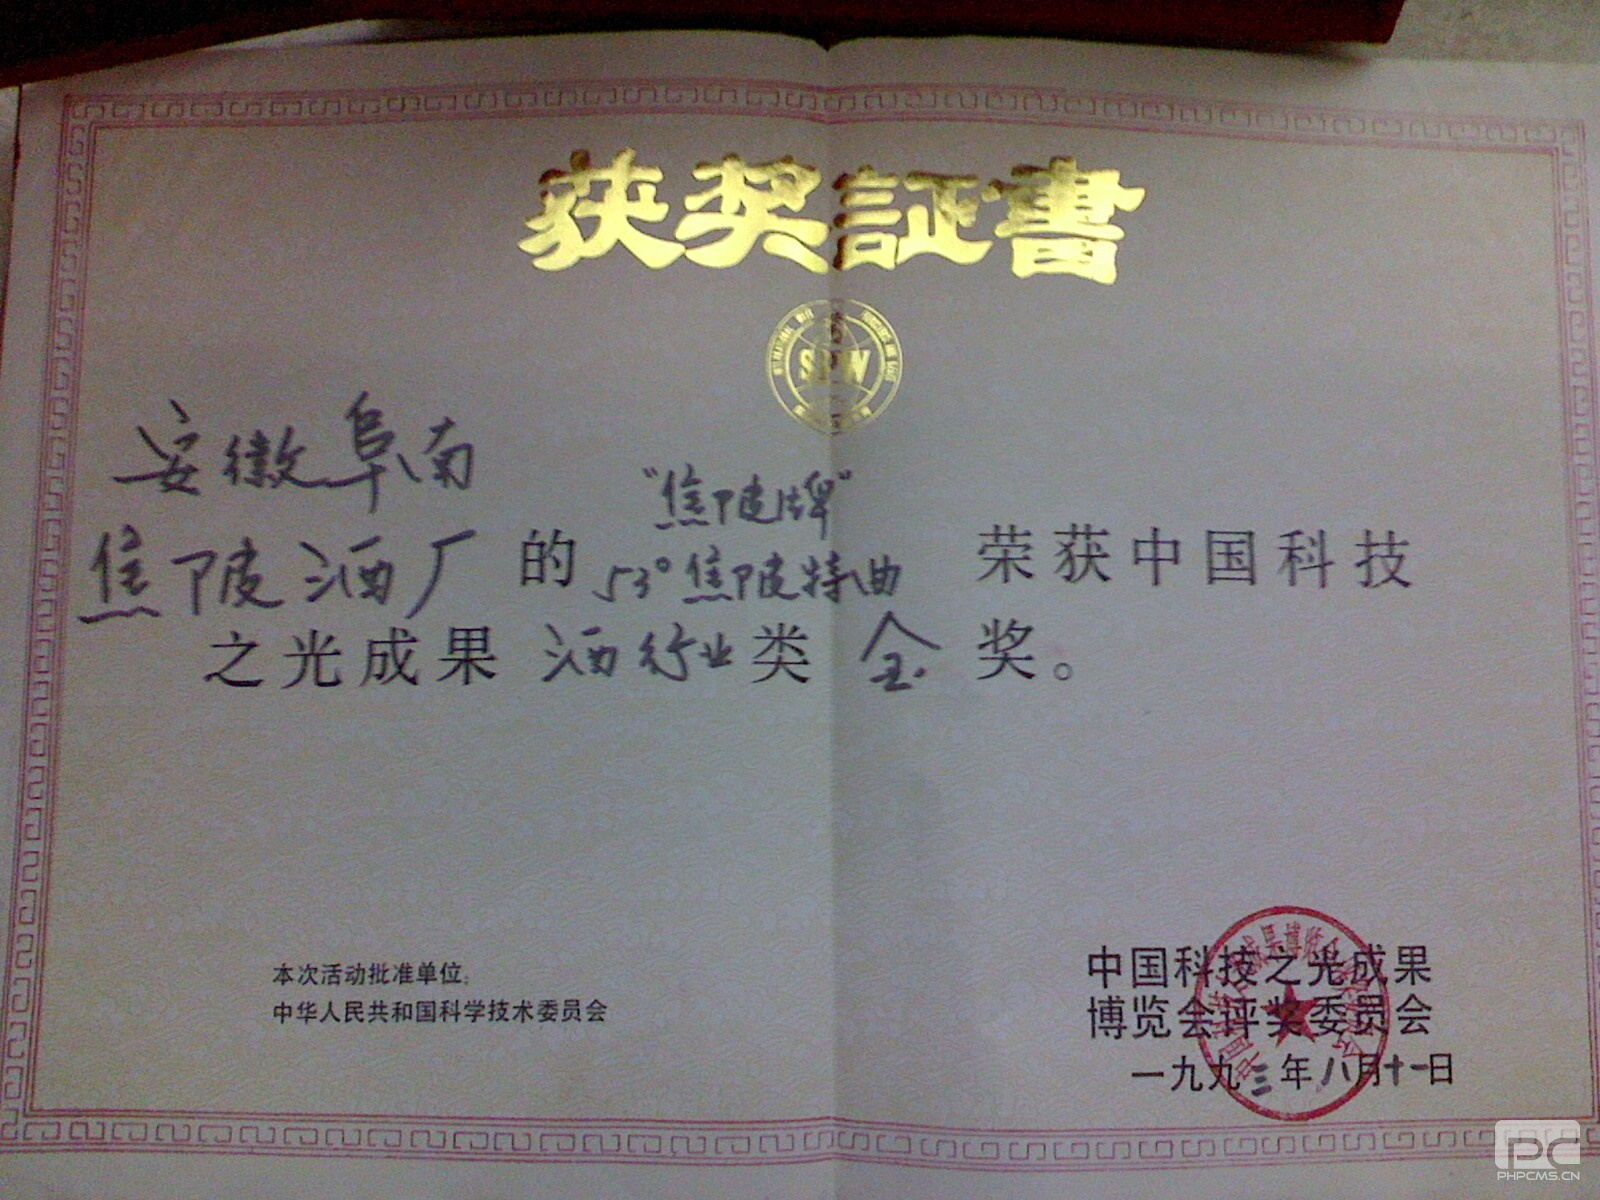 获奖证書
安徽阜南
"焦陂牌"
焦陂酒厂的 53°焦陂特曲 荣获中国科技
之光成果 酒行业类 金奖。
本次活动批准单位:
中华人民共和国科学技术委员会
中国科技之光成果
博览会评奖委员会
一九九三年八月十一日
PC
PHPCMS.CN